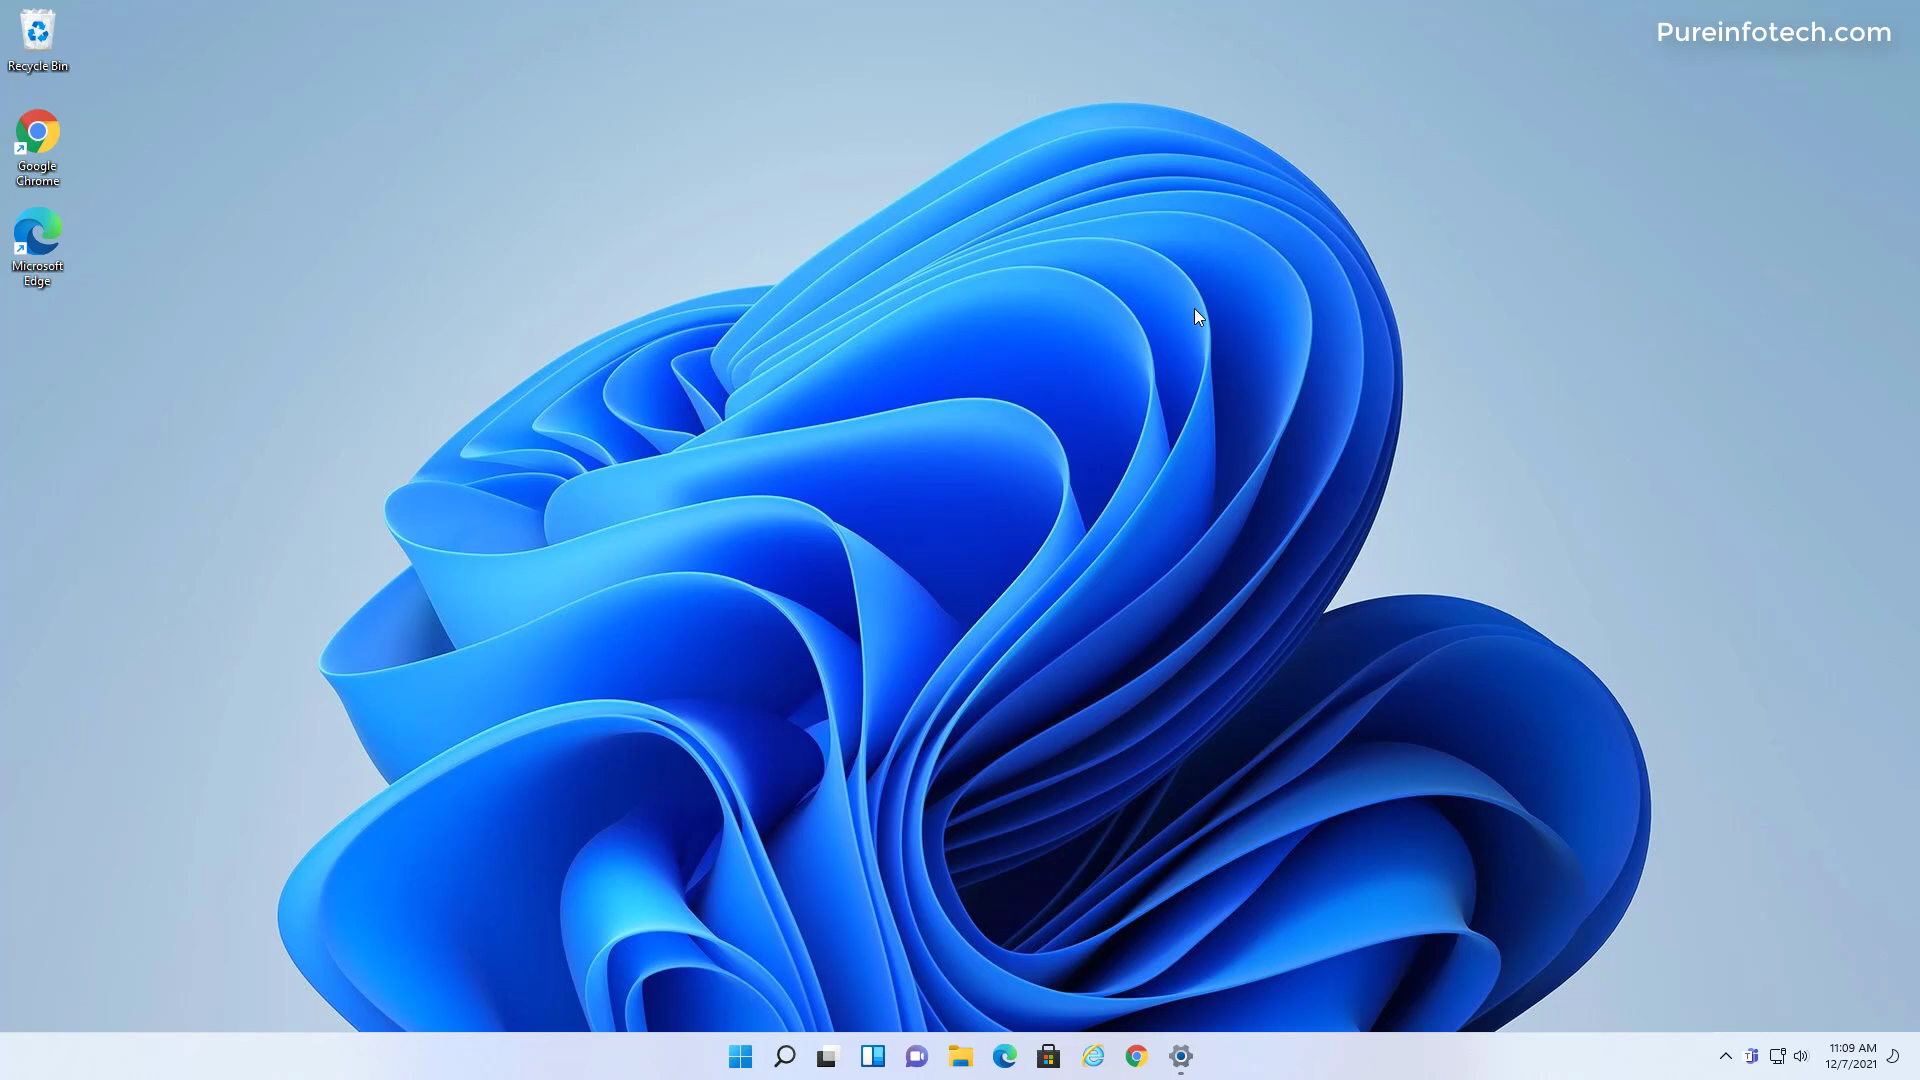 Pureinfotech.com
Recycle Bin
Google
Chrome
Microsoft
Edge
11:09 AM
12/7/2021